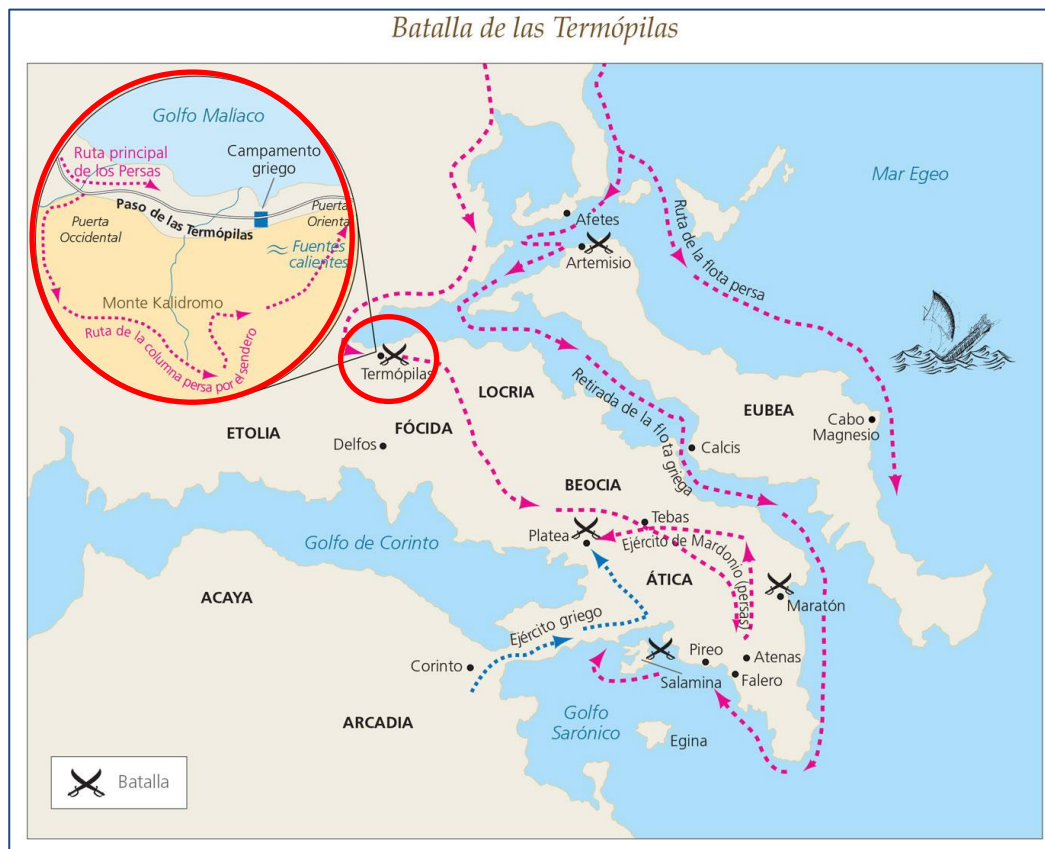 Batalla de las Termópilas
Golfo Malíaco
Ruta principal
de los Persas
Campamento
griego
Paso de las Termópilas
Puerta
Occidental
Puerta
Oriental
Fuentes
calientes
Monte Kalidromo
Ruta de la columna persa por el sendero
Mar Egeo
Afetes
Artemisio
Ruta de la flota persa
Termópilas
LOCRIA
EUBEA
Cabo
Magnesio
ETOLIA
FÓCIDA
Delfos
Retirada de la flota griega
Calcis
BEOCIA
Tebas
Platea
Ejército de Mardonio (persas)
Golfo de Corinto
ÁTICA
Maratón
ACAYA
Ejército griego
Pireo
Atenas
Corinto
Salamina
Falero
ARCADIA
Golfo
Sarónico
Egina
Batalla